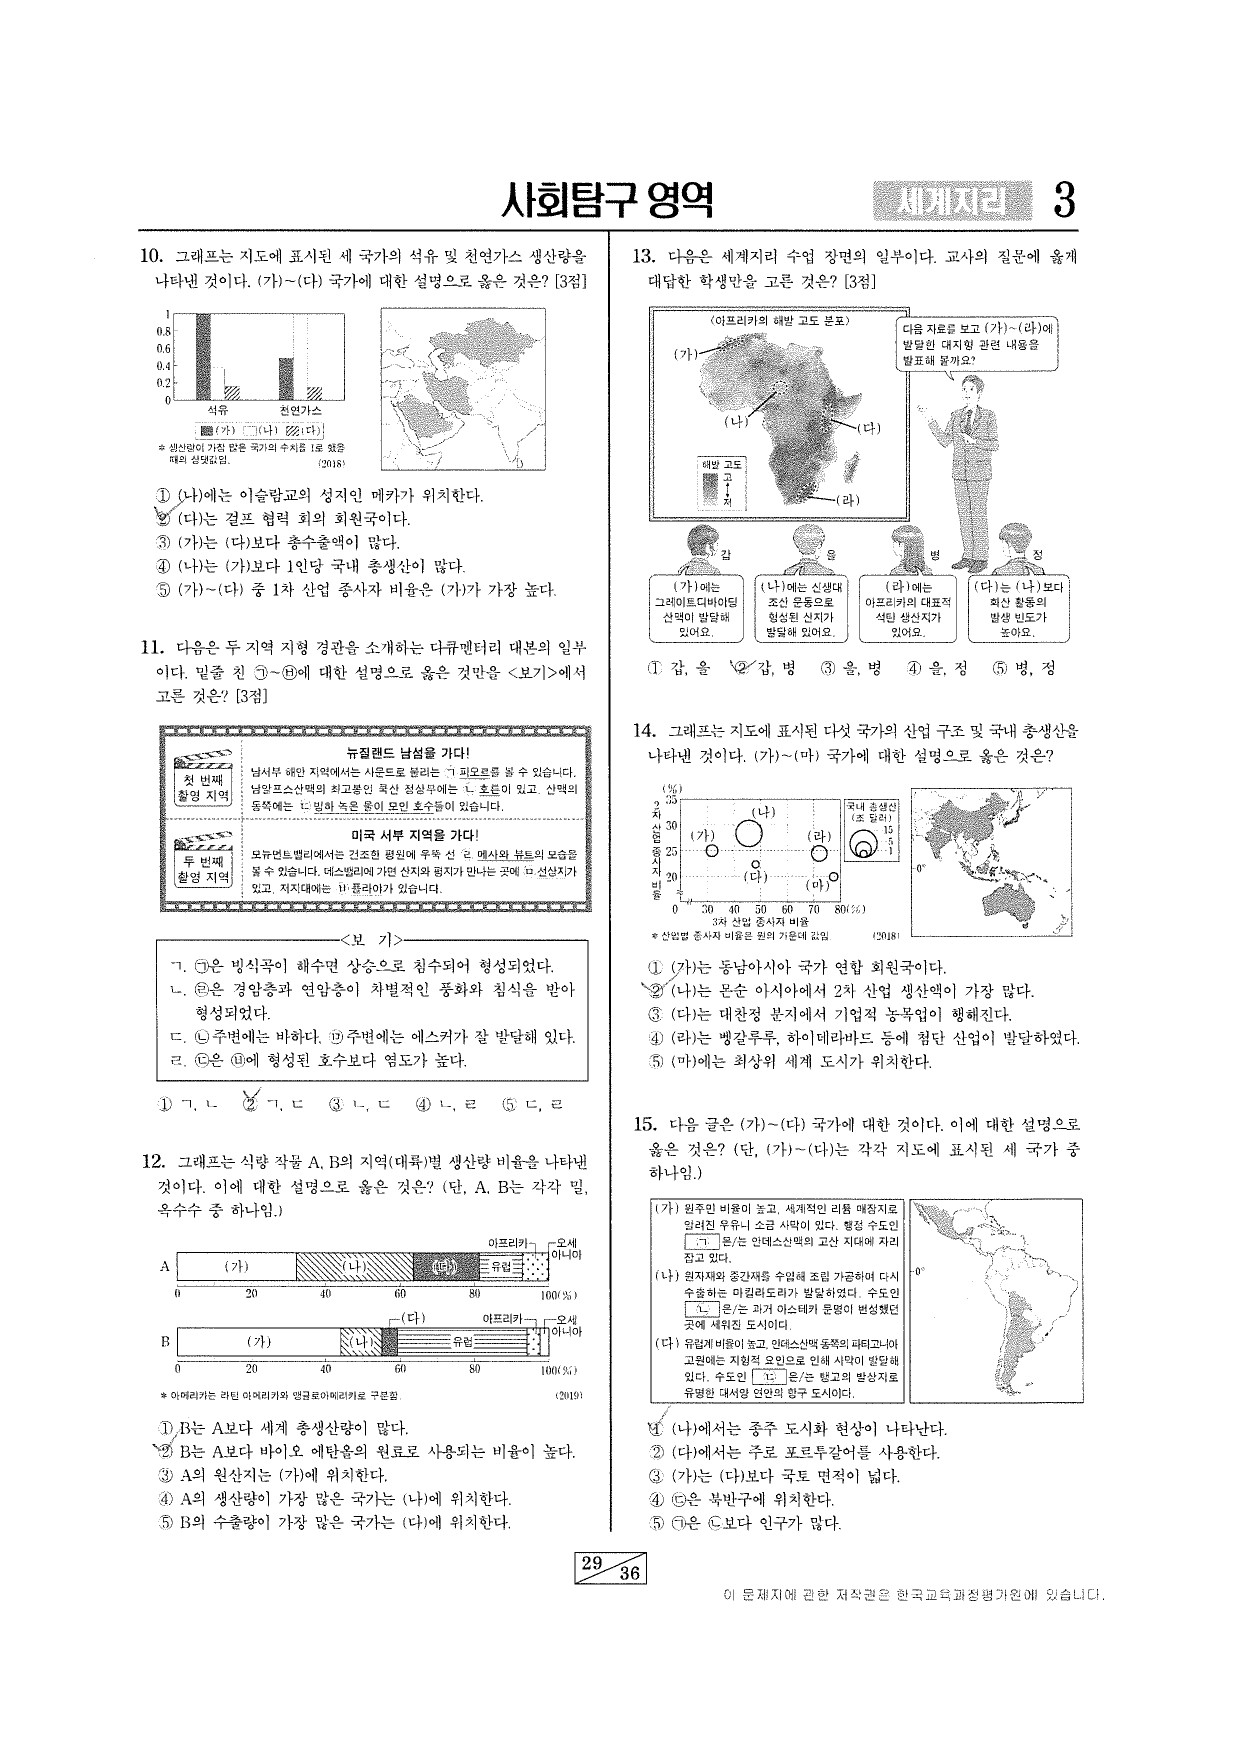 사회탐구 영역
세계지리 3
10. 그래프는 지도에 표시된 세 국가의 석유 및 천연가스 생산량을
나타낸 것이다. (가)~(다) 국가에 대한 설명으로 옳은 것은? [3점]
1
0.8
0.6
0.4
0.2
0
석유 천연가스
(가) (나) (다)
* 생산량이 가장 많은 국가의 수치를 1로 했을
때의 상댓값임. (2018)
① (나)에는 이슬람교의 성지인 메카가 위치한다.
② (다)는 걸프 협력 회의 회원국이다.
③ (가)는 (다)보다 총수출액이 많다.
④ (나)는 (가)보다 1인당 국내 총생산이 많다.
⑤ (가)~(다) 중 1차 산업 종사자 비율은 (가)가 가장 높다.
11. 다음은 두 지역 지형 경관을 소개하는 다큐멘터리 대본의 일부
이다. 밑줄 친 ㉠~㉥에 대한 설명으로 옳은 것만을 <보기>에서
고른 것은? [3점]
첫 번째
촬영 지역
뉴질랜드 남섬을 가다!
남서부 해안 지역에서는 사운드로 불리는 ㉠ 피오르를 볼 수 있습니다.
남알프스산맥의 최고봉인 쿡산 정상부에는 ㉡ 호른이 있고, 산맥의
동쪽에는 ㉢ 빙하 녹은 물이 모인 호수들이 있습니다.
두 번째
촬영 지역
미국 서부 지역을 가다!
모뉴먼트밸리에서는 건조한 평원에 우뚝 선 ㉣ 메사와 뷰트의 모습을
볼 수 있습니다. 데스밸리에 가면 산지와 평지가 만나는 곳에 ㉤ 선상지가
있고, 저지대에는 ㉥ 플라야가 있습니다.
<보 기>
ㄱ. ㉠은 빙식곡이 해수면 상승으로 침수되어 형성되었다.
ㄴ. ㉣은 경암층과 연암층이 차별적인 풍화와 침식을 받아
형성되었다.
ㄷ. ㉡주변에는 바하다, ㉥주변에는 에스커가 잘 발달해 있다.
ㄹ. ㉢은 ㉥에 형성된 호수보다 염도가 높다.
① ㄱ, ㄴ ② ㄱ, ㄷ ③ ㄴ, ㄷ ④ ㄴ, ㄹ ⑤ ㄷ, ㄹ
12. 그래프는 식량 작물 A, B의 지역(대륙)별 생산량 비율을 나타낸
것이다. 이에 대한 설명으로 옳은 것은? (단, A, B는 각각 밀,
옥수수 중 하나임.)
아프리카 오세아니아
A (가) (나) (다) 유럽
0 20 40 60 80 100(%)
(다) 아프리카 오세아니아
B (가) (나) 유럽
0 20 40 60 80 100(%)
* 아메리카는 라틴 아메리카와 앵글로아메리카로 구분함. (2019)
① B는 A보다 세계 총생산량이 많다.
② B는 A보다 바이오 에탄올의 원료로 사용되는 비율이 높다.
③ A의 원산지는 (가)에 위치한다.
④ A의 생산량이 가장 많은 국가는 (나)에 위치한다.
⑤ B의 수출량이 가장 많은 국가는 (다)에 위치한다.
13. 다음은 세계지리 수업 장면의 일부이다. 교사의 질문에 옳게
대답한 학생만을 고른 것은? [3점]
<아프리카의 해발 고도 분포>
(가)
(나)
(다)
(라)
해발 고도
고
저
다음 자료를 보고 (가)~(라)에
발달한 대지형 관련 내용을
발표해 볼까요?
갑 을 병 정
(가)에는
그레이트디바이딩
산맥이 발달해
있어요.
(나)에는 신생대
조산 운동으로
형성된 산지가
발달해 있어요.
(라)에는
아프리카의 대표적
석탄 생산지가
있어요.
(다)는 (나)보다
화산 활동의
발생 빈도가
높아요.
① 갑, 을 ② 갑, 병 ③ 을, 병 ④ 을, 정 ⑤ 병, 정
14. 그래프는 지도에 표시된 다섯 국가의 산업 구조 및 국내 총생산을
나타낸 것이다. (가)~(마) 국가에 대한 설명으로 옳은 것은?
(%)
2차 산업 종사자 비율
35
30
25
20
(가) (나) (다) (라) (마)
국내 총생산
(조 달러)
15
5
1
0 30 40 50 60 70 80(%)
3차 산업 종사자 비율
* 산업별 종사자 비율은 원의 가운데 값임. (2018)
0°
① (가)는 동남아시아 국가 연합 회원국이다.
② (나)는 몬순 아시아에서 2차 산업 생산액이 가장 많다.
③ (다)는 대찬정 분지에서 기업적 농목업이 행해진다.
④ (라)는 벵갈루루, 하이데라바드 등에 첨단 산업이 발달하였다.
⑤ (마)에는 최상위 세계 도시가 위치한다.
15. 다음 글은 (가)~(다) 국가에 대한 것이다. 이에 대한 설명으로
옳은 것은? (단, (가)~(다)는 각각 지도에 표시된 세 국가 중
하나임.)
(가) 원주민 비율이 높고, 세계적인 리튬 매장지로
알려진 우유니 소금 사막이 있다. 행정 수도인
㉠ 은/는 안데스산맥의 고산 지대에 자리
잡고 있다.
(나) 원자재와 중간재를 수입해 조립 가공하여 다시
수출하는 마킬라도라가 발달하였다. 수도인
㉡ 은/는 과거 아스테카 문명이 번성했던
곳에 세워진 도시이다.
(다) 유럽계 비율이 높고, 안데스산맥 동쪽의 파타고니아
고원에는 지형적 요인으로 인해 사막이 발달해
있다. 수도인 ㉢ 은/는 탱고의 발상지로
유명한 대서양 연안의 항구 도시이다.
0°
① (나)에서는 종주 도시화 현상이 나타난다.
② (다)에서는 주로 포르투갈어를 사용한다.
③ (가)는 (다)보다 국토 면적이 넓다.
④ ㉢은 북반구에 위치한다.
⑤ ㉠은 ㉡보다 인구가 많다.
29 36
이 문제지에 관한 저작권은 한국교육과정평가원에 있습니다.